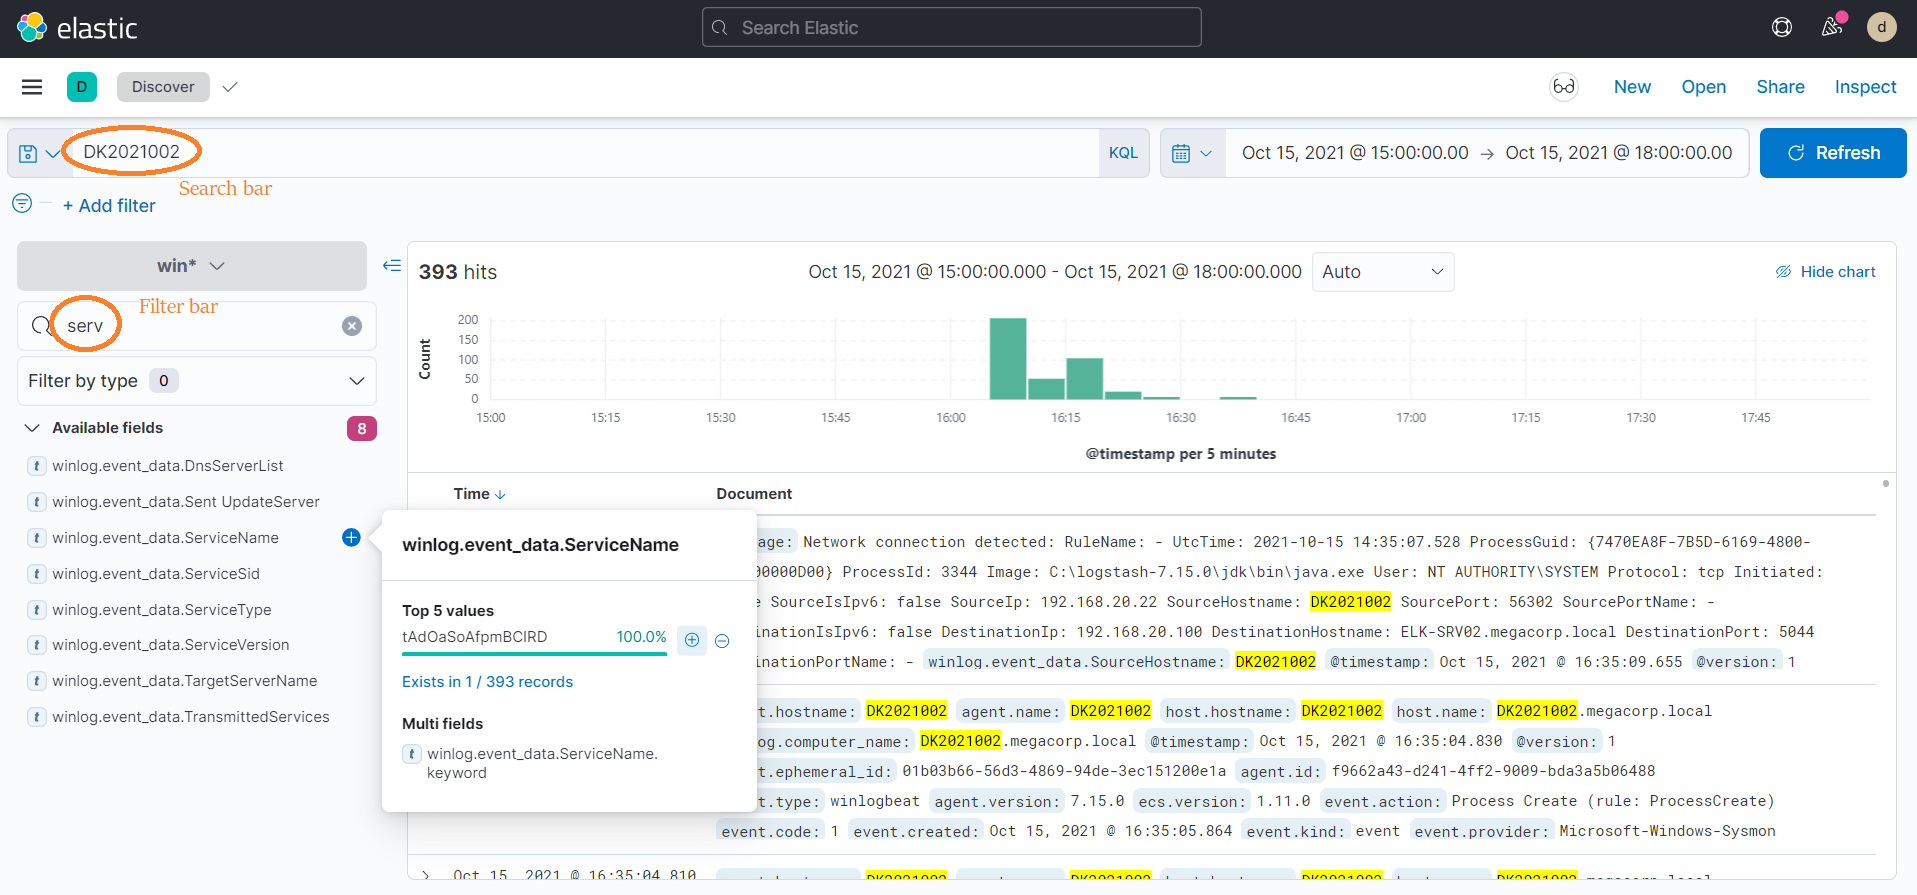 elastic
Search Elastic
d
D
Discover
New Open Share Inspect
DK2021002
KQL
Oct 15, 2021 @ 15:00:00.00 → Oct 15, 2021 @ 18:00:00.00
Refresh
Search bar
+ Add filter
win*
Filter bar
serv
Filter by type 0
Available fields 8
t winlog.event_data.DnsServerList
t winlog.event_data.Sent UpdateServer
t winlog.event_data.ServiceName
t winlog.event_data.ServiceSid
t winlog.event_data.ServiceType
t winlog.event_data.ServiceVersion
t winlog.event_data.TargetServerName
t winlog.event_data.TransmittedServices
393 hits
Oct 15, 2021 @ 15:00:00.000 - Oct 15, 2021 @ 18:00:00.000
Auto
Hide chart
Count
200
150
100
50
0
15:00 15:15 15:30 15:45 16:00 16:15 16:30 16:45 17:00 17:15 17:30 17:45
@timestamp per 5 minutes
Time ↓ Document
winlog.event_data.ServiceName
Top 5 values
tAdOaSoAfpmBCIRD 100.0%
Exists in 1 / 393 records
Multi fields
t winlog.event_data.ServiceName.
keyword
age: Network connection detected: RuleName: - UtcTime: 2021-10-15 14:35:07.528 ProcessGuid: {7470EA8F-7B5D-6169-4800-
00000D00} ProcessId: 3344 Image: C:\logstash-7.15.0\jdk\bin\java.exe User: NT AUTHORITY\SYSTEM Protocol: tcp Initiated:
e SourceIsIpv6: false SourceIp: 192.168.20.22 SourceHostname: DK2021002 SourcePort: 56302 SourcePortName: -
inationIsIpv6: false DestinationIp: 192.168.20.100 DestinationHostname: ELK-SRV02.megacorp.local DestinationPort: 5044
inationPortName: - winlog.event_data.SourceHostname: DK2021002 @timestamp: Oct 15, 2021 @ 16:35:09.655 @version: 1
t.hostname: DK2021002 agent.name: DK2021002 host.hostname: DK2021002 host.name: DK2021002.megacorp.local
og.computer_name: DK2021002.megacorp.local @timestamp: Oct 15, 2021 @ 16:35:04.830 @version: 1
t.ephemeral_id: 01b03b66-56d3-4869-94de-3ec151200e1a agent.id: f9662a43-d241-4ff2-9009-bda3a5b06488
t.type: winlogbeat agent.version: 7.15.0 ecs.version: 1.11.0 event.action: Process Create (rule: ProcessCreate)
event.code: 1 event.created: Oct 15, 2021 @ 16:35:05.864 event.kind: event event.provider: Microsoft-Windows-Sysmon
Oct 15, 2021 @ 16:35:04.810 DK2021002 DK2021002 DK2021002 DK2021002.megacorp.local